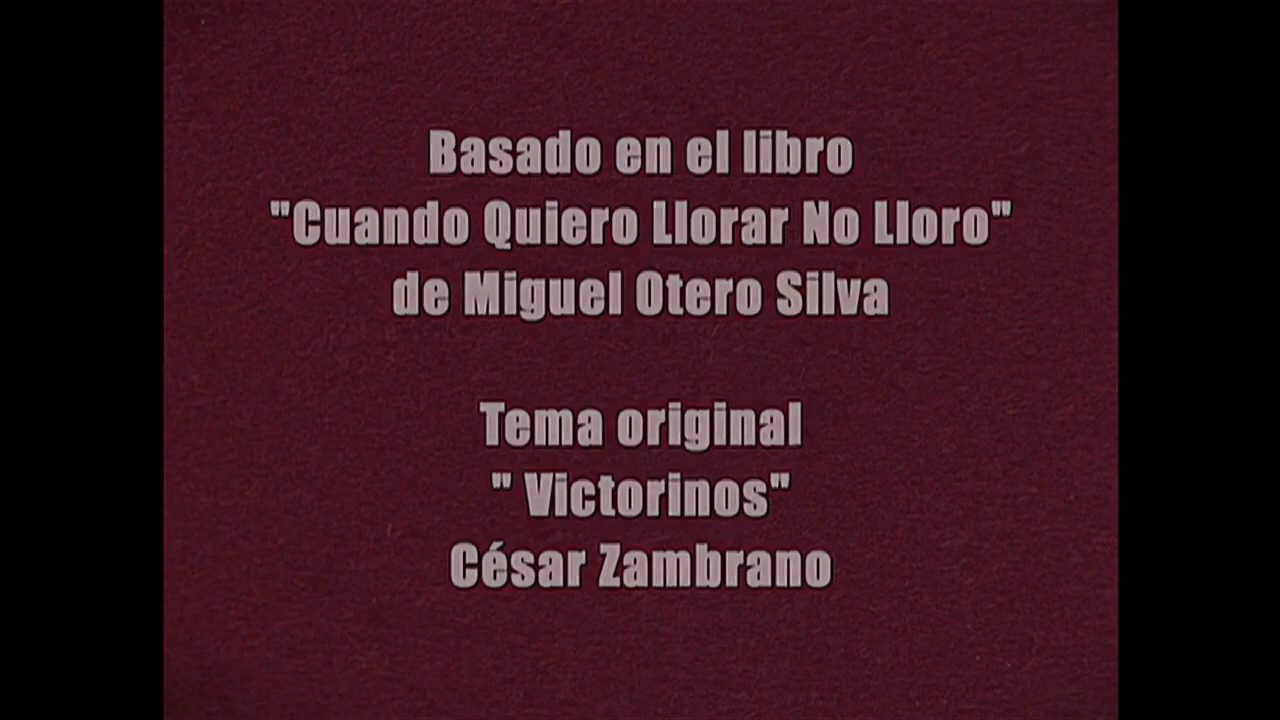 Basado en el libro
"Cuando Quiero Llorar No Lloro"
de Miguel Otero Silva
Tema original
" Victorinos"
César Zambrano